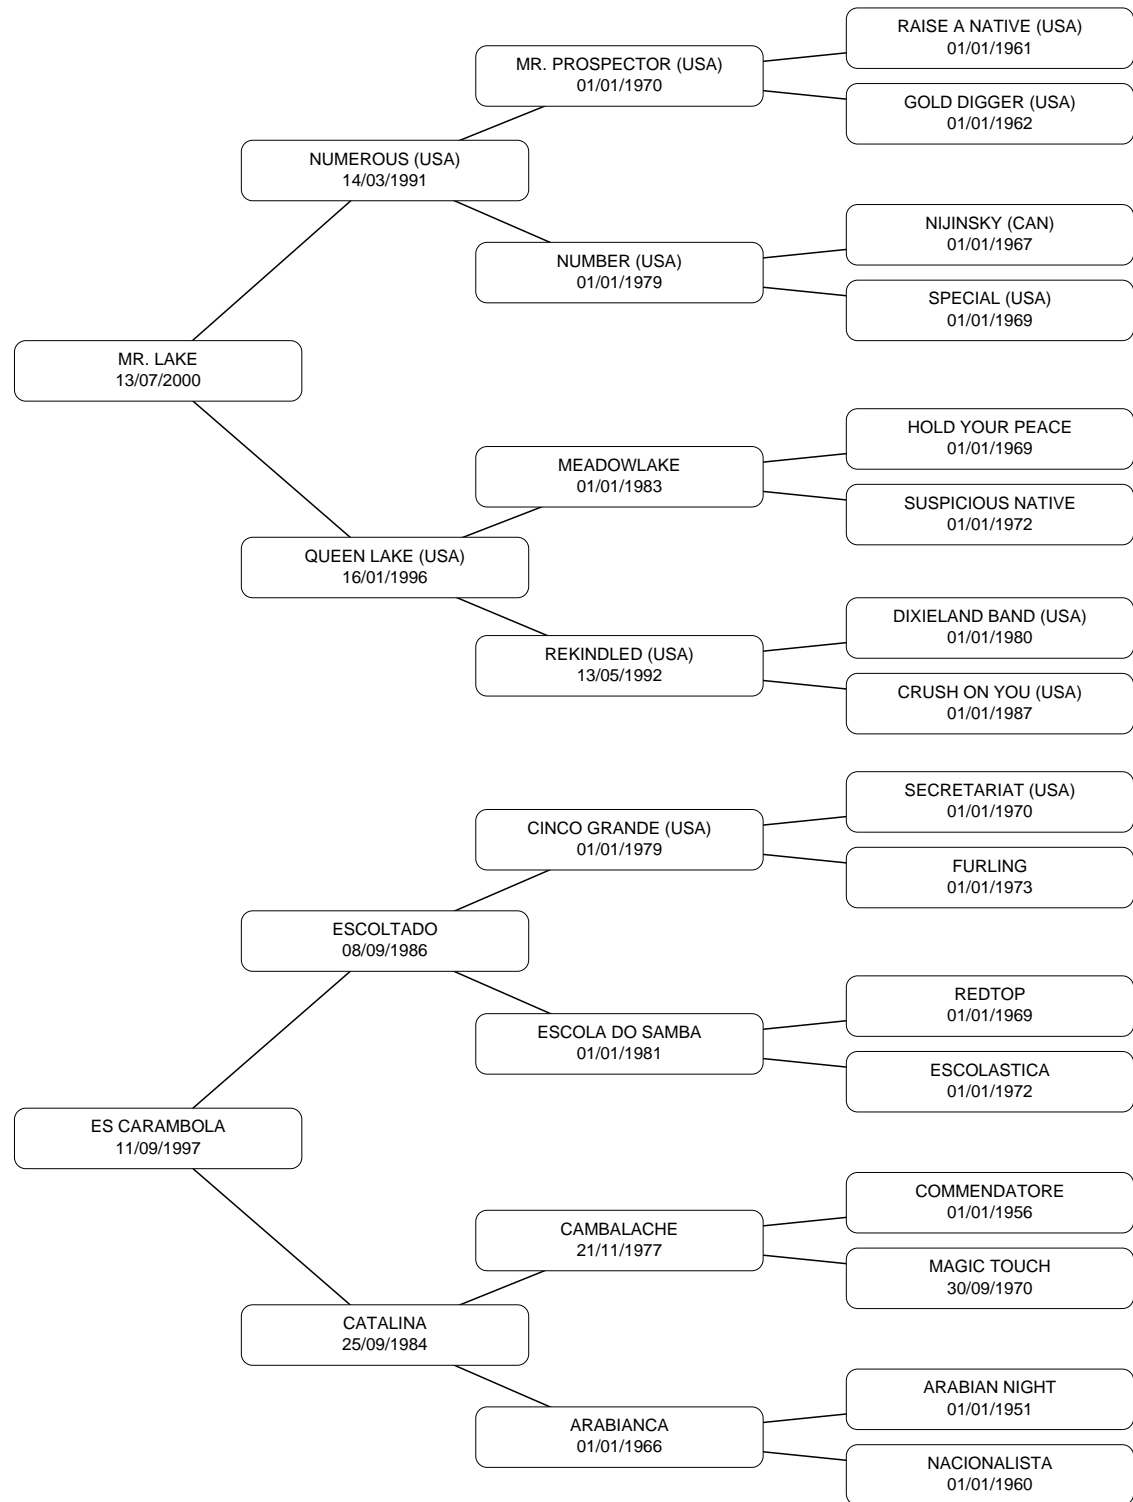 RAISE A NATIVE (USA)
01/01/1961
MR. PROSPECTOR (USA)
01/01/1970
GOLD DIGGER (USA)
01/01/1962
NUMEROUS (USA)
14/03/1991
NIJINSKY (CAN)
01/01/1967
NUMBER (USA)
01/01/1979
SPECIAL (USA)
01/01/1969
MR. LAKE
13/07/2000
HOLD YOUR PEACE
01/01/1969
MEADOWLAKE
01/01/1983
SUSPICIOUS NATIVE
01/01/1972
QUEEN LAKE (USA)
16/01/1996
DIXIELAND BAND (USA)
01/01/1980
REKINDLED (USA)
13/05/1992
CRUSH ON YOU (USA)
01/01/1987
SECRETARIAT (USA)
01/01/1970
CINCO GRANDE (USA)
01/01/1979
FURLING
01/01/1973
ESCOLTADO
08/09/1986
REDTOP
01/01/1969
ESCOLA DO SAMBA
01/01/1981
ESCOLASTICA
01/01/1972
ES CARAMBOLA
11/09/1997
COMMENDATORE
01/01/1956
CAMBALACHE
21/11/1977
MAGIC TOUCH
30/09/1970
CATALINA
25/09/1984
ARABIAN NIGHT
01/01/1951
ARABIANCA
01/01/1966
NACIONALISTA
01/01/1960